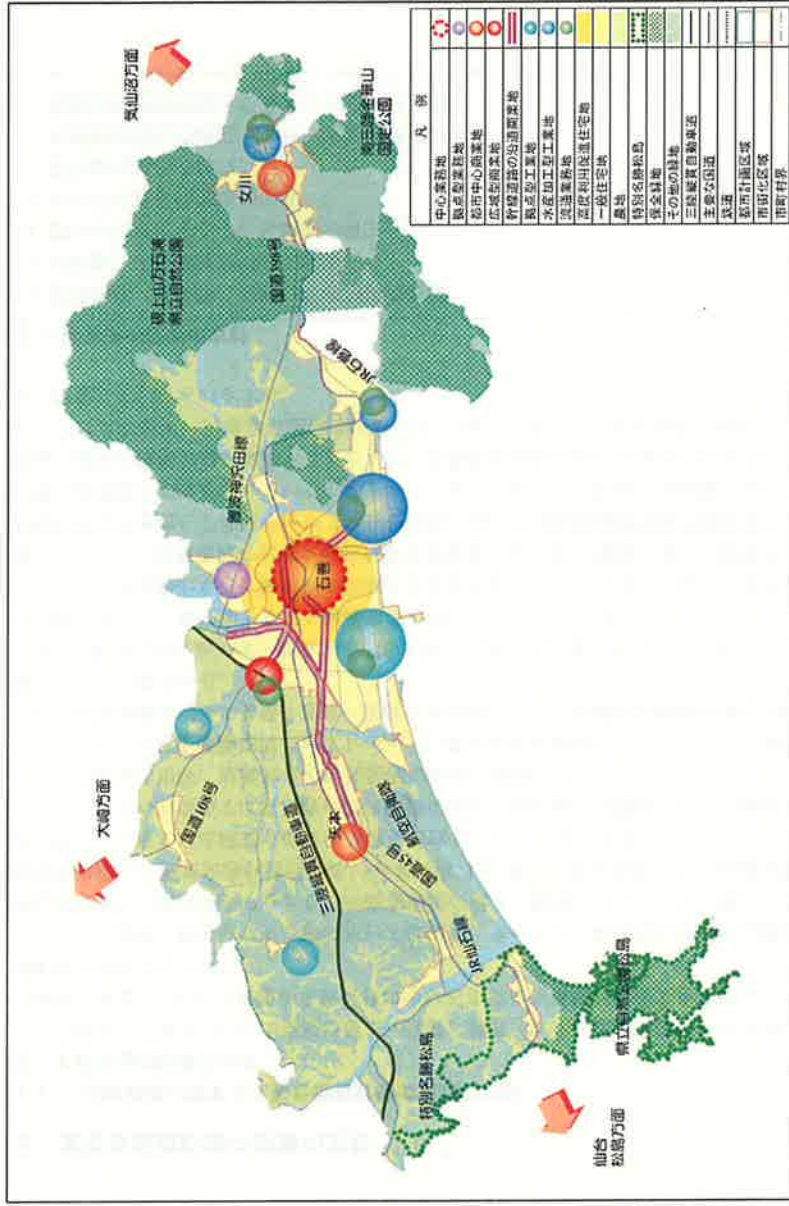 気仙沼方面
南三陸金華山
国定公園
女川
国道398号
硯上山万石浦
県立自然公園
JR石巻線
石巻
大崎方面
国道108号
三陸縦貫自動車道
矢本
航空自衛隊
国道45号
JR仙石線
特別名勝松島
県立自然公園松島
仙台
松島方面
凡例
中心業務地
拠点型業務地
都市中心商業地
広域型商業地
幹線道路の沿道商業地
拠点型工業地
水産加工型工業地
流通業務地
高度利用促進住宅地
一般住宅地
農地
特別名勝松島
保全緑地
その他の緑地
三陸縦貫自動車道
主要な国道
鉄道
都市計画区域
市街化区域
市町村界